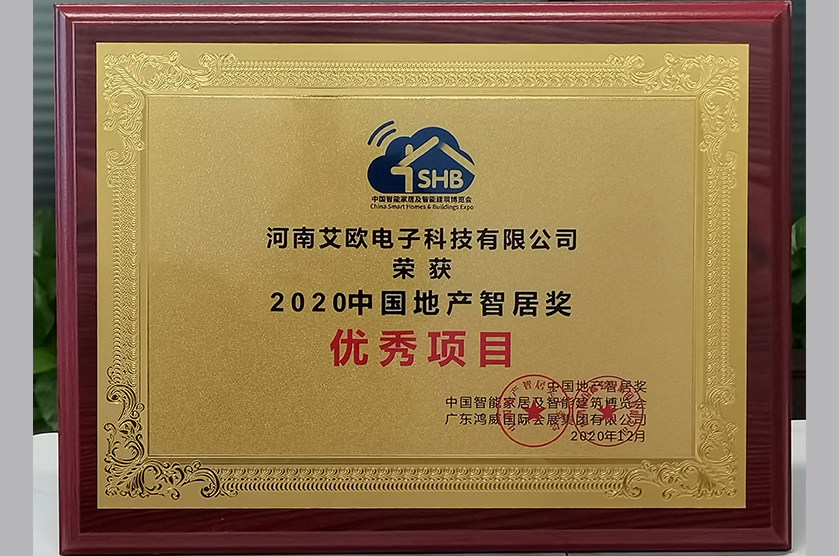 SHB
中国智能家居及智能建筑博览会
China Smart Homes & Buildings Expo
河南艾欧电子科技有限公司
荣获
2020中国地产智居奖
优秀项目
中国地产智居奖
中国智能家居及智能建筑博览会
广东鸿威国际会展集团有限公司
2020年12月